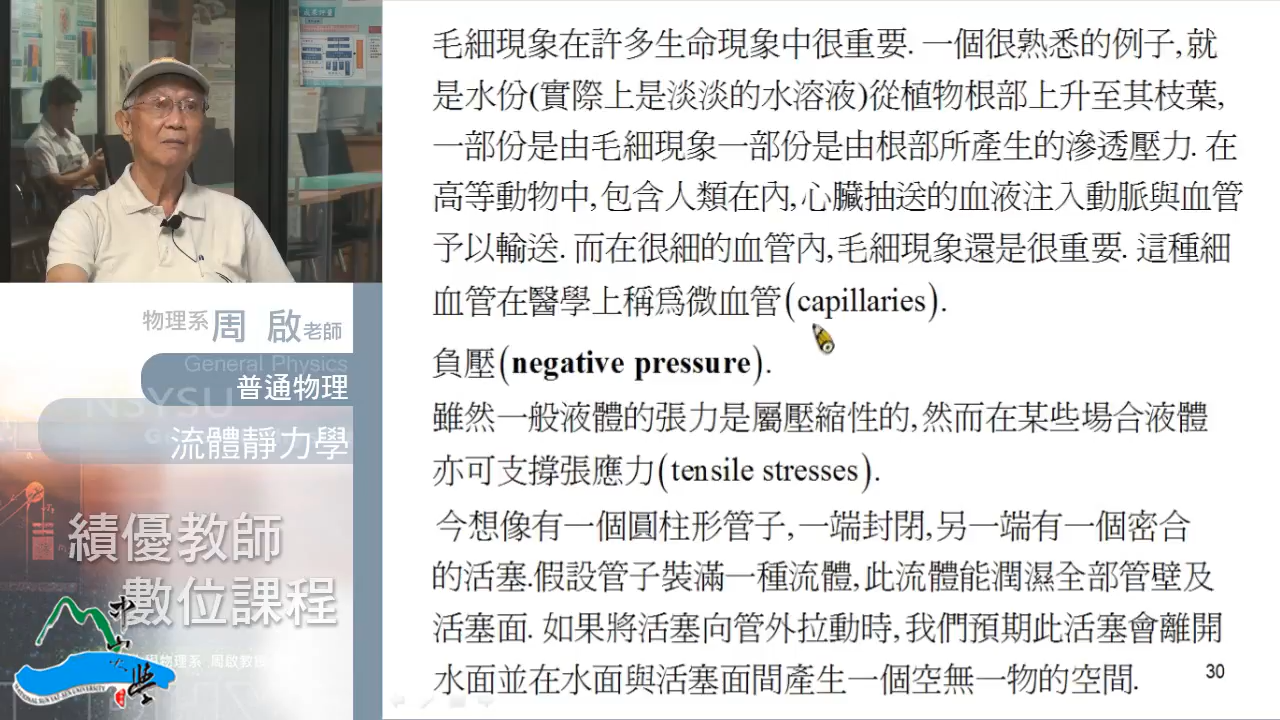 毛細現象在許多生命現象中很重要. 一個很熟悉的例子,就
是水份(實際上是淡淡的水溶液)從植物根部上升至其枝葉,
一部份是由毛細現象一部份是由根部所產生的滲透壓力. 在
高等動物中,包含人類在內,心臟抽送的血液注入動脈與血管
予以輸送. 而在很細的血管內,毛細現象還是很重要. 這種細
血管在醫學上稱為微血管(capillaries).
負壓(negative pressure).
雖然一般液體的張力是屬壓縮性的,然而在某些場合液體
亦可支撐張應力(tensile stresses).
今想像有一個圓柱形管子, 一端封閉,另一端有一個密合
的活塞.假設管子裝滿一種流體,此流體能潤濕全部管壁及
活塞面. 如果將活塞向管外拉動時,我們預期此活塞會離開
水面並在水面與活塞面間產生一個空無一物的空間.
30
物理系 周 啟 老師
General Physics
普通物理
NSYSU
流體靜力學
績優教師
數位課程
學物理系 周啟教授